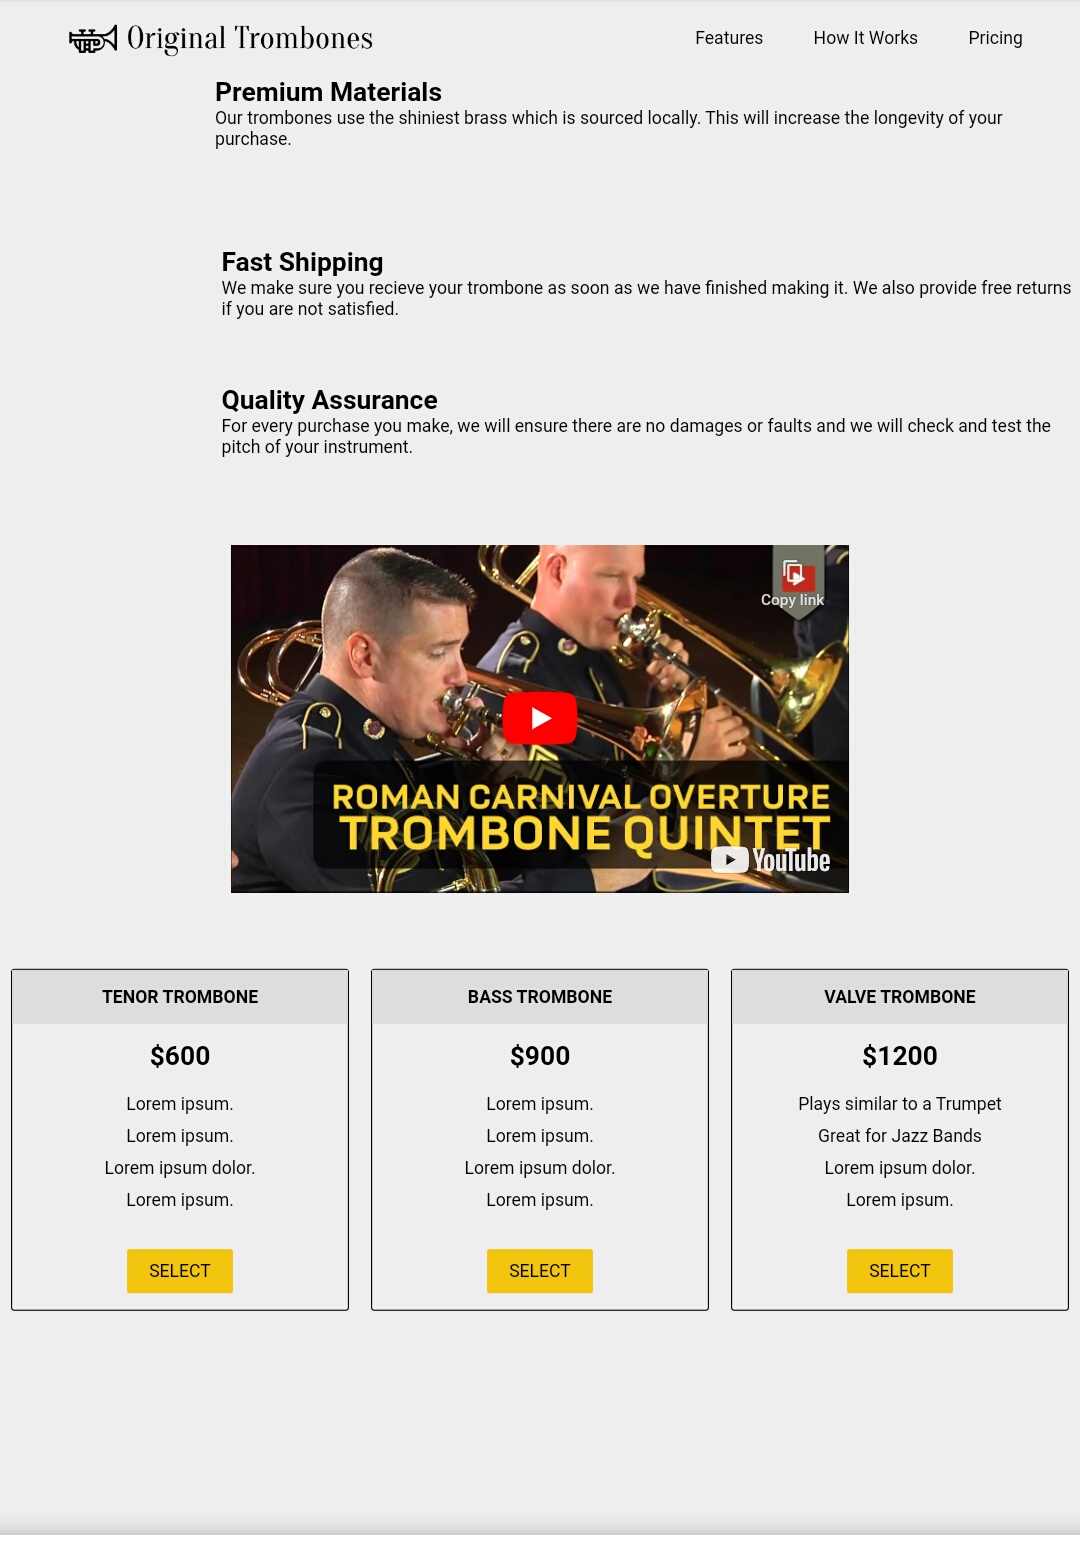 Original Trombones
Features
How It Works
Pricing
Premium Materials
Our trombones use the shiniest brass which is sourced locally. This will increase the longevity of your
purchase.
Fast Shipping
We make sure you recieve your trombone as soon as we have finished making it. We also provide free returns
if you are not satisfied.
Quality Assurance
For every purchase you make, we will ensure there are no damages or faults and we will check and test the
pitch of your instrument.
Copy link
ROMAN CARNIVAL OVERTURE
TROMBONE QUINTET
YouTube
TENOR TROMBONE
$600
Lorem ipsum.
Lorem ipsum.
Lorem ipsum dolor.
Lorem ipsum.
SELECT
BASS TROMBONE
$900
Lorem ipsum.
Lorem ipsum.
Lorem ipsum dolor.
Lorem ipsum.
SELECT
VALVE TROMBONE
$1200
Plays similar to a Trumpet
Great for Jazz Bands
Lorem ipsum dolor.
Lorem ipsum.
SELECT